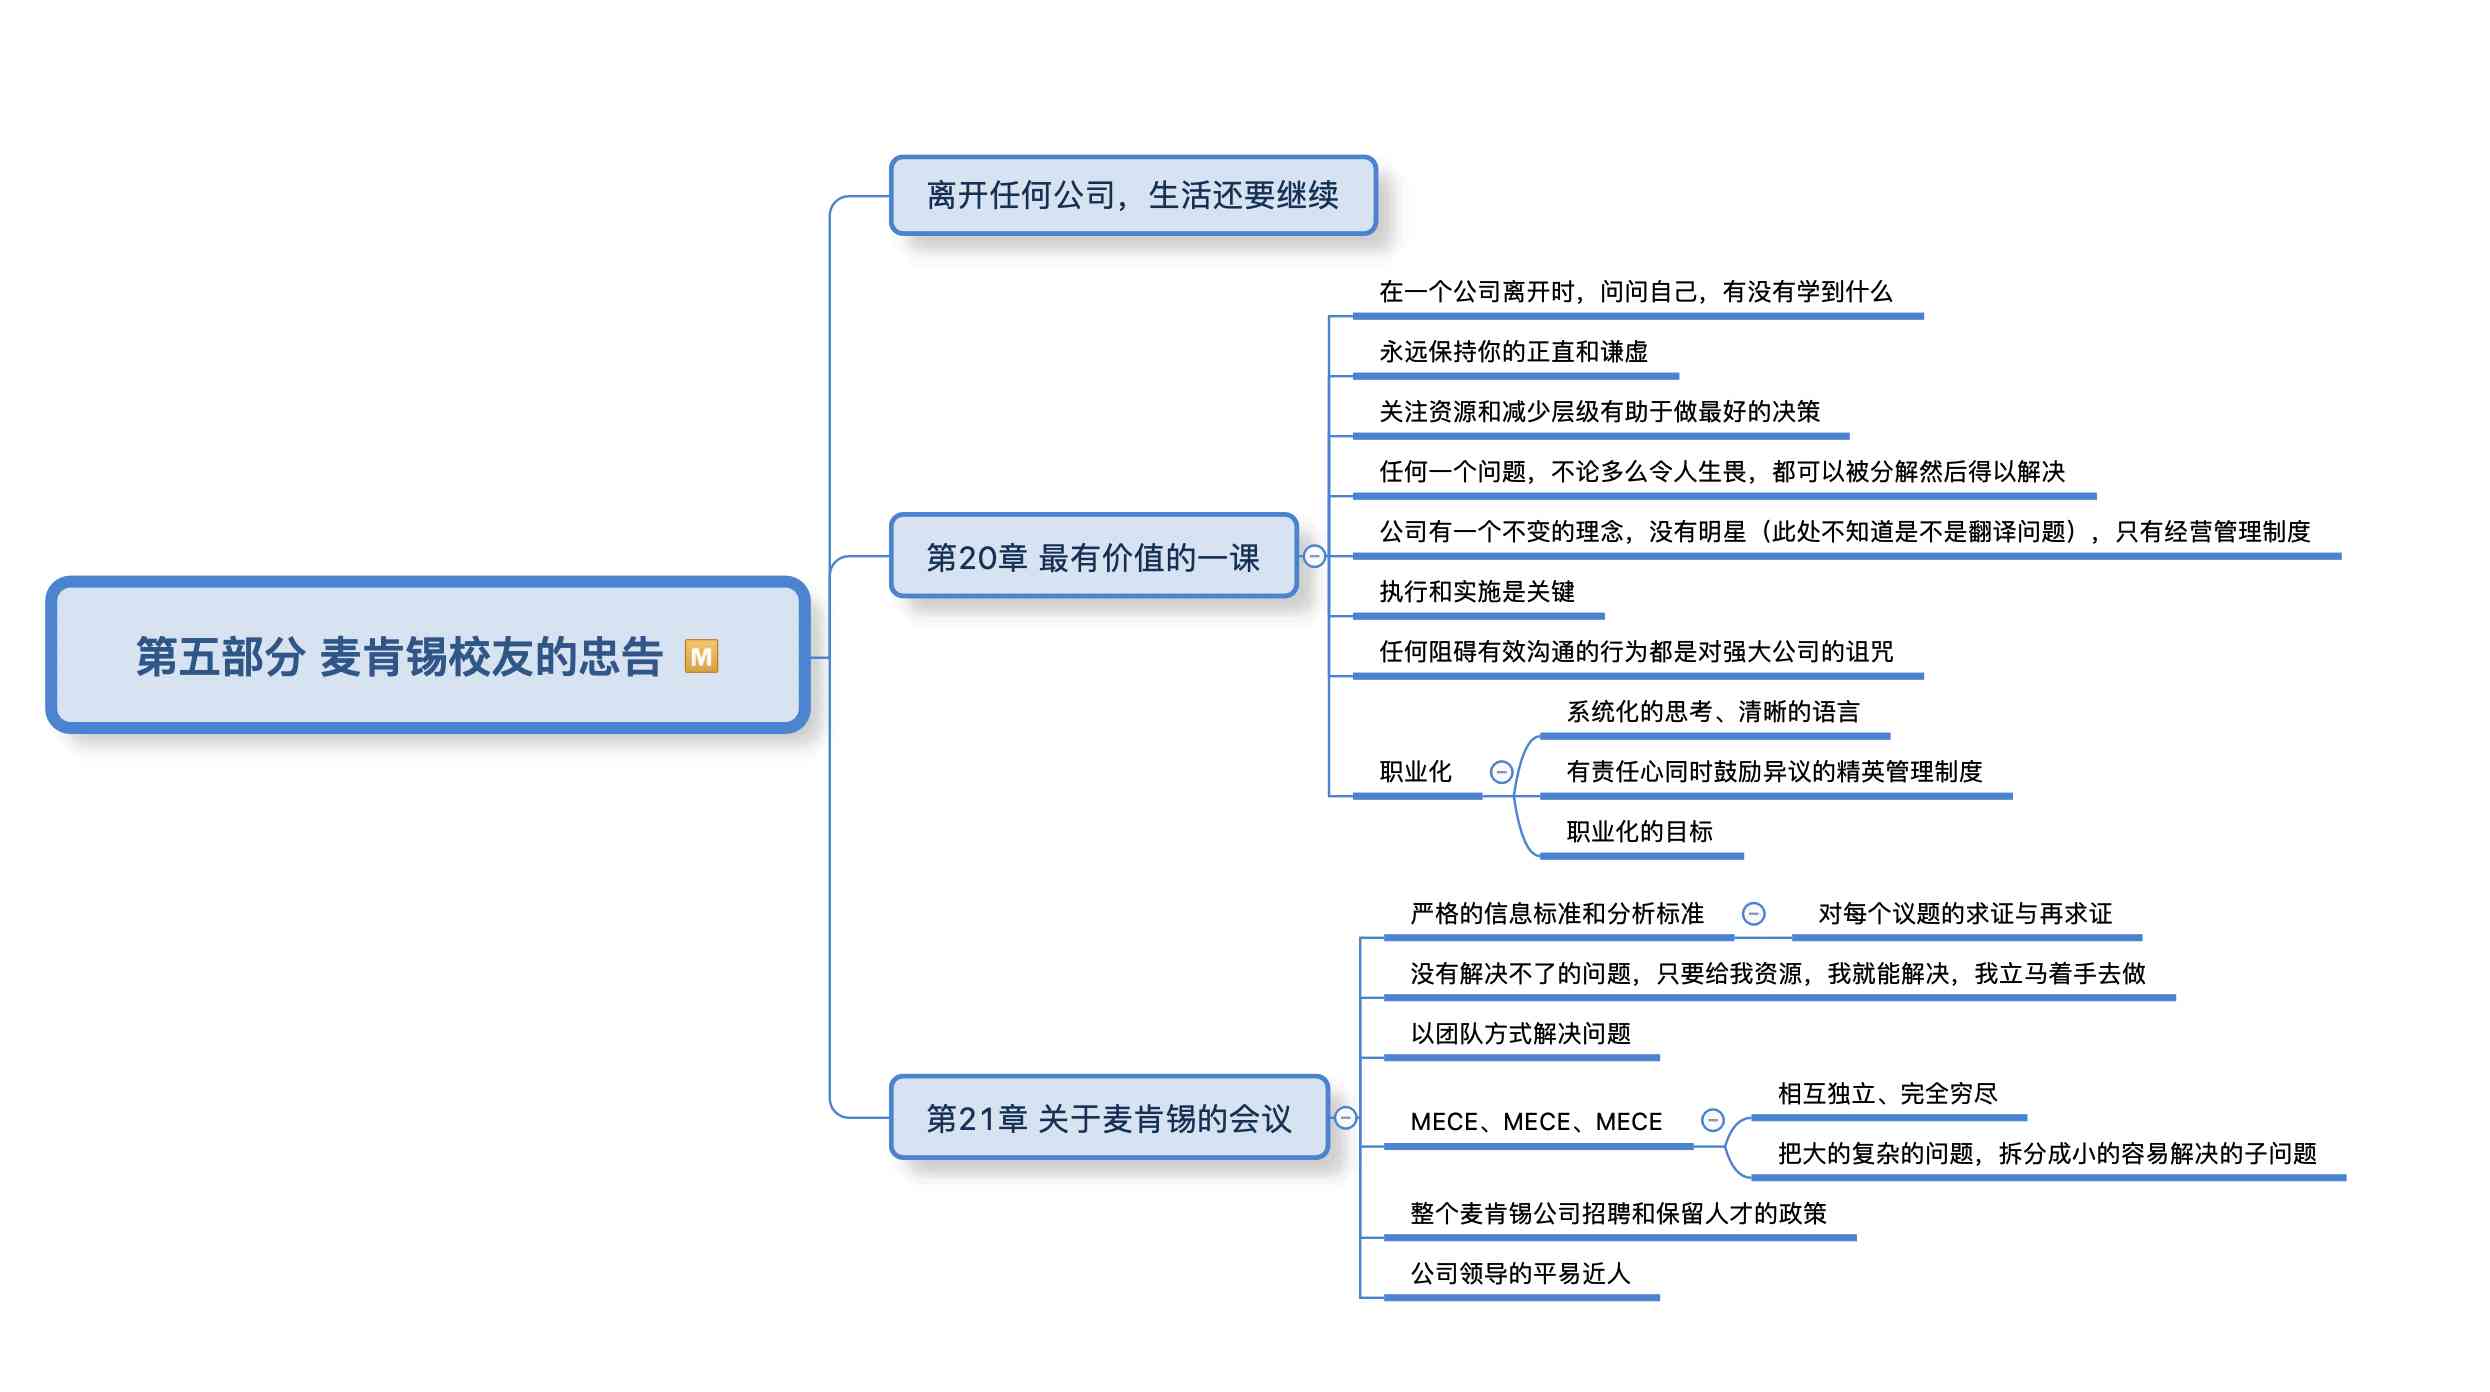 第五部分 麦肯锡校友的忠告 M
离开任何公司，生活还要继续
第20章 最有价值的一课
在一个公司离开时，问问自己，有没有学到什么
永远保持你的正直和谦虚
关注资源和减少层级有助于做最好的决策
任何一个问题，不论多么令人生畏，都可以被分解然后得以解决
公司有一个不变的理念，没有明星（此处不知道是不是翻译问题），只有经营管理制度
执行和实施是关键
任何阻碍有效沟通的行为都是对强大公司的诅咒
职业化
系统化的思考、清晰的语言
有责任心同时鼓励异议的精英管理制度
职业化的目标
第21章 关于麦肯锡的会议
严格的信息标准和分析标准
对每个议题的求证与再求证
没有解决不了的问题，只要给我资源，我就能解决，我立马着手去做
以团队方式解决问题
MECE、MECE、MECE
相互独立、完全穷尽
把大的复杂的问题，拆分成小的容易解决的子问题
整个麦肯锡公司招聘和保留人才的政策
公司领导的平易近人